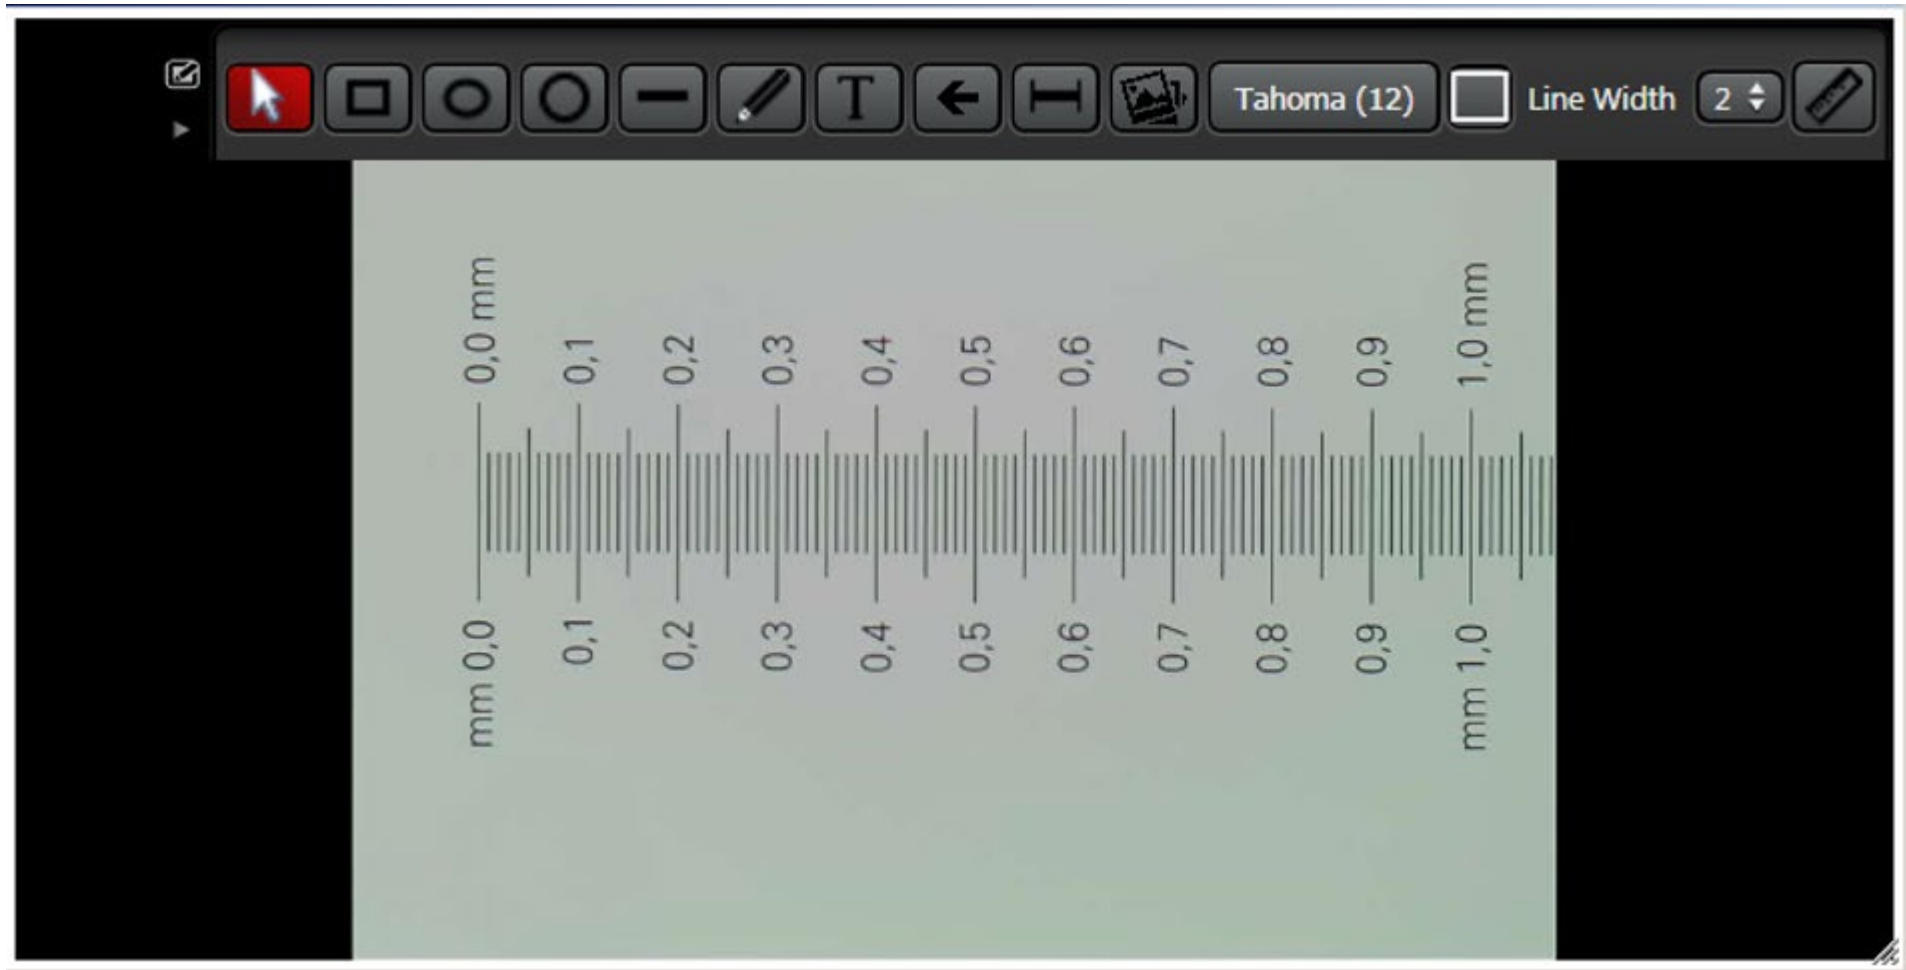 T Tahoma (12) Line Width 2
0,0 mm 0,1 0,2 0,3 0,4 0,5 0,6 0,7 0,8 0,9 1,0 mm
mm 0,0 0,1 0,2 0,3 0,4 0,5 0,6 0,7 0,8 0,9 mm 1,0